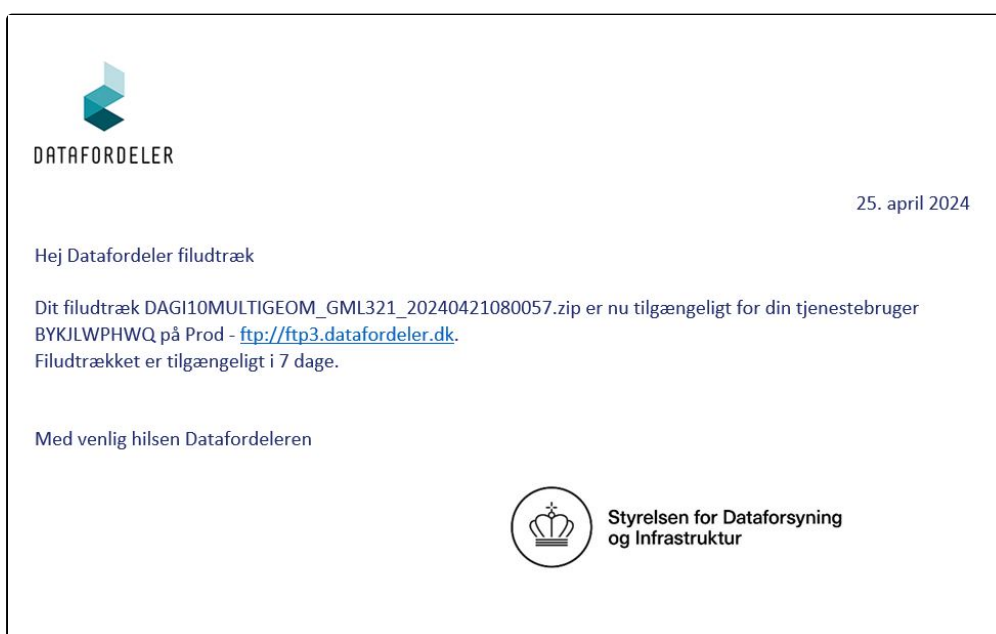 DATAFORDELER
25. april 2024
Hej Datafordeler filudtræk
Dit filudtræk DAGI10MULTIGEOM_GML321_20240421080057.zip er nu tilgængeligt for din tjenestebruger
BYKJLWPHWQ på Prod - ftp://ftp3.datafordeler.dk.
Filudtrækket er tilgængeligt i 7 dage.
Med venlig hilsen Datafordeleren
Styrelsen for Dataforsyning
og Infrastruktur